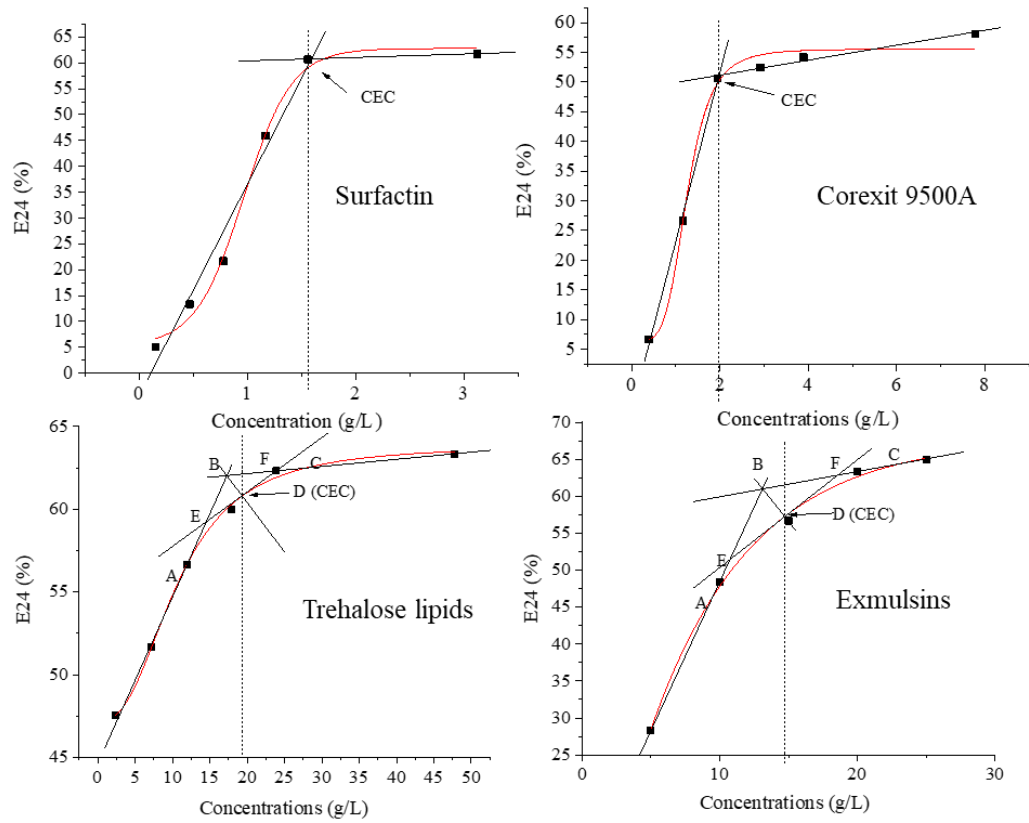 65
60
55
50
45
40
35
30
25
20
15
10
5
0
E24 (%)
CEC
Surfactin
0
1
2
3
Concentration (g/L)
60
55
50
45
40
35
30
25
20
15
10
5
E24 (%)
CEC
Corexit 9500A
0
2
4
6
8
Concentrations (g/L)
65
60
55
50
45
E24 (%)
B
F
C
D (CEC)
E
A
Trehalose lipids
0
5
10
15
20
25
30
35
40
45
50
Concentrations (g/L)
70
65
60
55
50
45
40
35
30
25
E24 (%)
B
F
C
D (CEC)
E
A
Exmulsins
10
20
30
Concentrations (g/L)